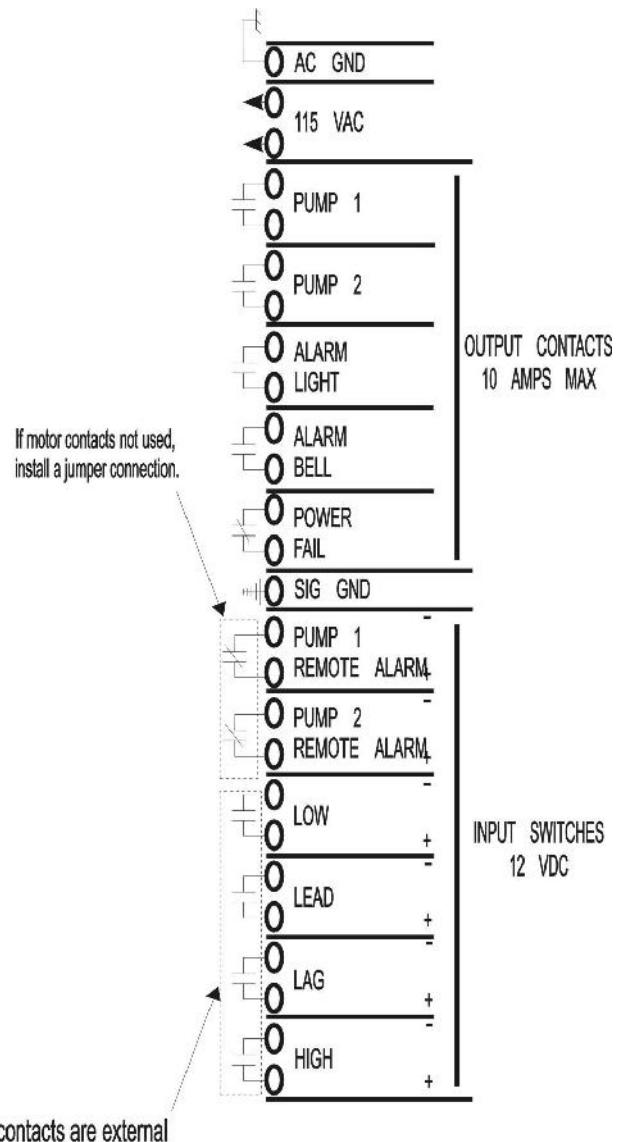 AC GND
115 VAC
PUMP 1
PUMP 2
ALARM
LIGHT
OUTPUT CONTACTS
10 AMPS MAX
If motor contacts not used,
install a jumper connection.
ALARM
BELL
POWER
FAIL
SIG GND
-
PUMP 1
REMOTE ALARM
+
-
PUMP 2
REMOTE ALARM
+
-
LOW
+
INPUT SWITCHES
12 VDC
-
LEAD
+
-
LAG
+
-
HIGH
+
contacts are external